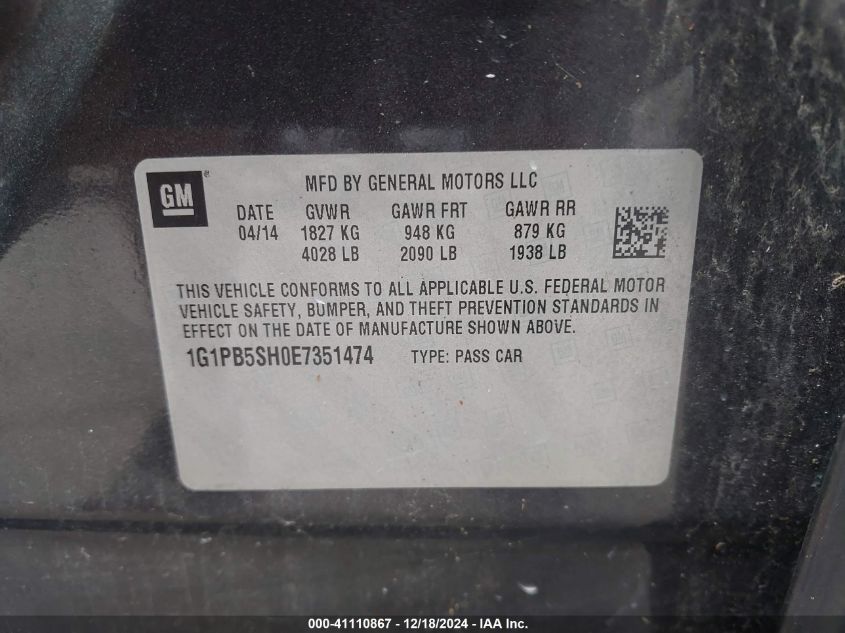 GM ®
MFD BY GENERAL MOTORS LLC
DATE GVWR GAWR FRT GAWR RR
04/14 1827 KG 948 KG 879 KG
4028 LB 2090 LB 1938 LB
THIS VEHICLE CONFORMS TO ALL APPLICABLE U.S. FEDERAL MOTOR
VEHICLE SAFETY, BUMPER, AND THEFT PREVENTION STANDARDS IN
EFFECT ON THE DATE OF MANUFACTURE SHOWN ABOVE.
1G1PB5SH0E7351474 TYPE: PASS CAR
000-41110867 - 12/18/2024 - IAA Inc.